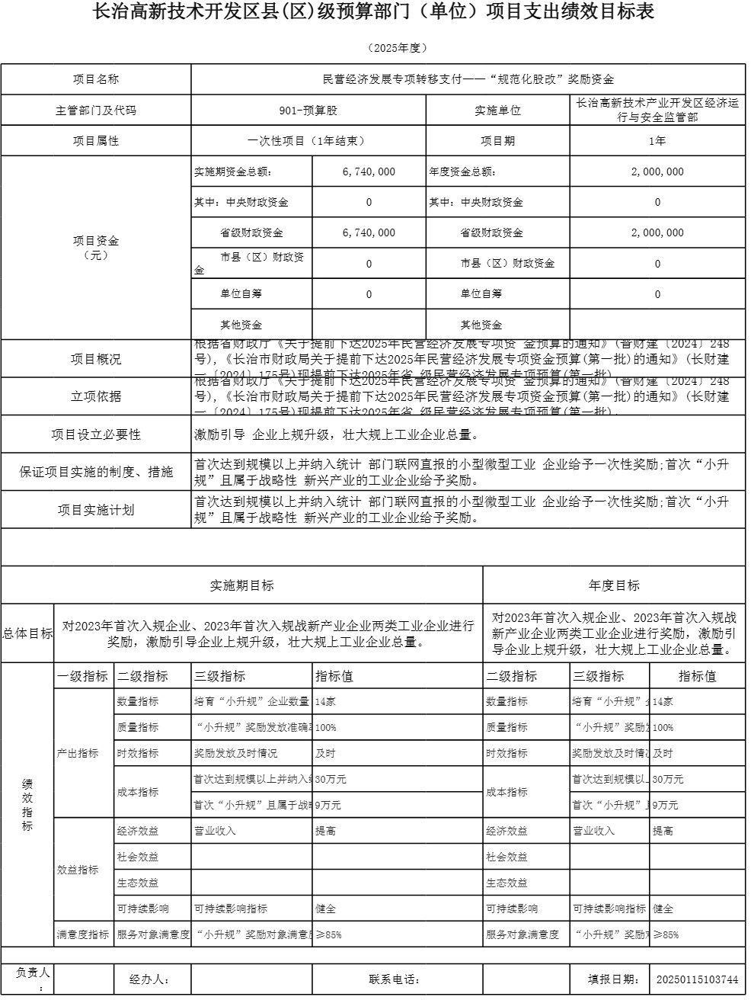 长治高新技术开发区县(区)级预算部门（单位）项目支出绩效目标表
（2025年度）
项目名称 民营经济发展专项转移支付——“规范化股改”奖励资金
主管部门及代码 901-预算股 实施单位 长治高新技术产业开发区经济运
行与安全监管部
项目属性 一次性项目（1年结束） 项目期 1年
项目资金
（元）
实施期资金总额： 6,740,000 年度资金总额： 2,000,000
其中：中央财政资金 0 其中：中央财政资金 0
省级财政资金 6,740,000 省级财政资金 2,000,000
市县（区）财政资
金 0 市县（区）财政资金 0
单位自筹 0 单位自筹 0
其他资金 其他资金
项目概况
根据省财政厅《关于提前下达2025年民营经济发展专项资 金预算的通知》(晋财建〔2024〕248
号),《长治市财政局关于提前下达2025年民营经济发展专项资金预算(第一批)的通知》(长财建
一〔2024〕175号)现提前下达2025年省 级民营经济发展专项预算(第一批)
立项依据
根据省财政厅《关于提前下达2025年民营经济发展专项资 金预算的通知》(晋财建〔2024〕248
号),《长治市财政局关于提前下达2025年民营经济发展专项资金预算(第一批)的通知》(长财建
一〔2024〕175号)现提前下达2025年省 级民营经济发展专项预算(第一批).
项目设立必要性 激励引导 企业上规升级，壮大规上工业企业总量。
保证项目实施的制度、措施
首次达到规模以上并纳入统计 部门联网直报的小型微型工业 企业给予一次性奖励;首次“小升
规”且属于战略性 新兴产业的工业企业给予奖励。
项目实施计划
首次达到规模以上并纳入统计 部门联网直报的小型微型工业 企业给予一次性奖励;首次“小升
规”且属于战略性 新兴产业的工业企业给予奖励。
实施期目标 年度目标
总体目标
对2023年首次入规企业、2023年首次入规战新产业企业两类工业企业进行
奖励，激励引导企业上规升级，壮大规上工业企业总量。
对2023年首次入规企业、2023年首次入规战
新产业企业两类工业企业进行奖励，激励引
导企业上规升级，壮大规上工业企业总量。
绩
效
指
标
一级指标 二级指标 三级指标 指标值 二级指标 三级指标 指标值
产出指标
数量指标 培育“小升规”企业数量 14家 数量指标 培育“小升规” 14家
质量指标 “小升规”奖励发放准确 100% 质量指标 “小升规”奖励 100%
时效指标 奖励发放及时情况 及时 时效指标 奖励发放及时情 及时
成本指标 首次达到规模以上并纳入 30万元 成本指标 首次达到规模以 30万元
首次“小升规”且属于战 9万元 首次“小升规” 9万元
效益指标
经济效益 营业收入 提高 经济效益 营业收入 提高
社会效益 社会效益
生态效益 生态效益
可持续影响 可持续影响指标 健全 可持续影响 可持续影响指标 健全
满意度指标 服务对象满意度 “小升规”奖励对象满意 ≥85% 服务对象满意度 “小升规”奖励 ≥85%
负责人
： 经办人： 联系电话： 填报日期： 20250115103744